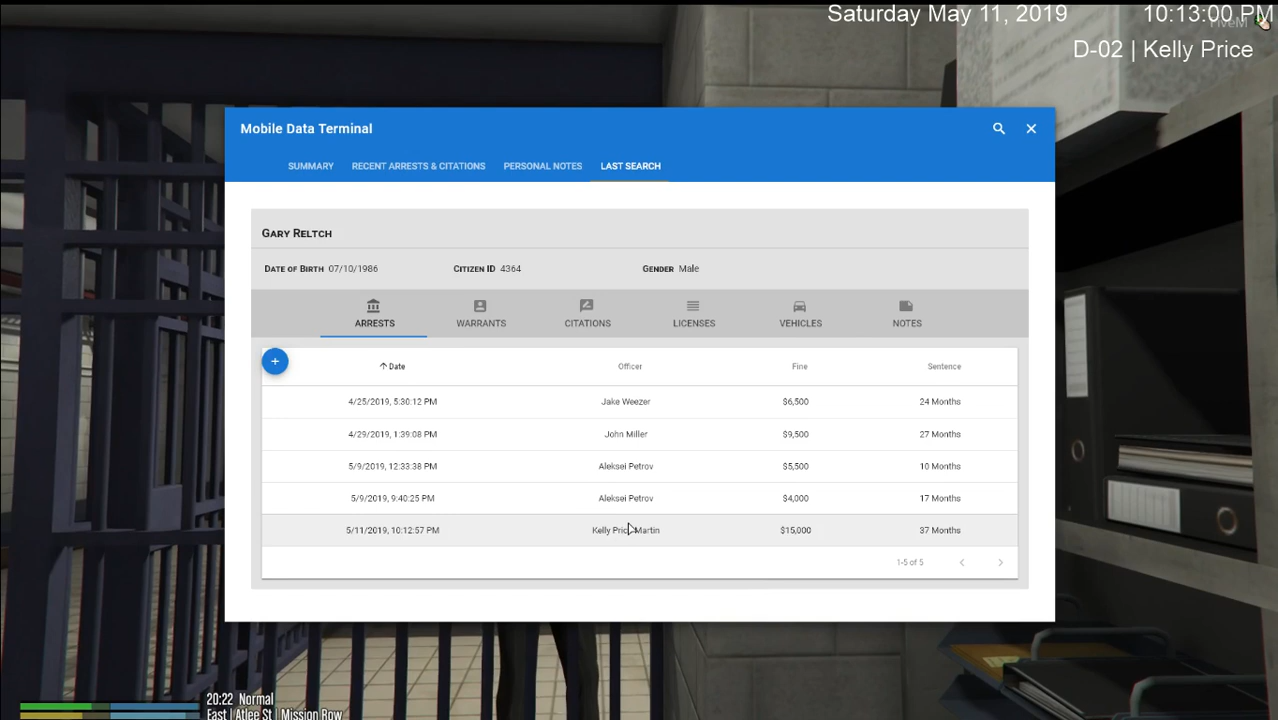 Saturday May 11, 2019 10:13:00 PM
FiveM
D-02 | Kelly Price
Mobile Data Terminal
SUMMARY RECENT ARRESTS & CITATIONS PERSONAL NOTES LAST SEARCH
GARY RELTCH
DATE OF BIRTH 07/10/1986 CITIZEN ID 4364 GENDER Male
ARRESTS WARRANTS CITATIONS LICENSES VEHICLES NOTES
+ ↑ Date Officer Fine Sentence
4/25/2019, 5:30:12 PM Jake Weezer $6,500 24 Months
4/29/2019, 1:39:08 PM John Miller $9,500 27 Months
5/9/2019, 12:33:38 PM Aleksei Petrov $5,500 10 Months
5/9/2019, 9:40:25 PM Aleksei Petrov $4,000 17 Months
5/11/2019, 10:12:57 PM Kelly Price Martin $15,000 37 Months
1-5 of 5
20:22 Normal
East | Atlee St | Mission Row